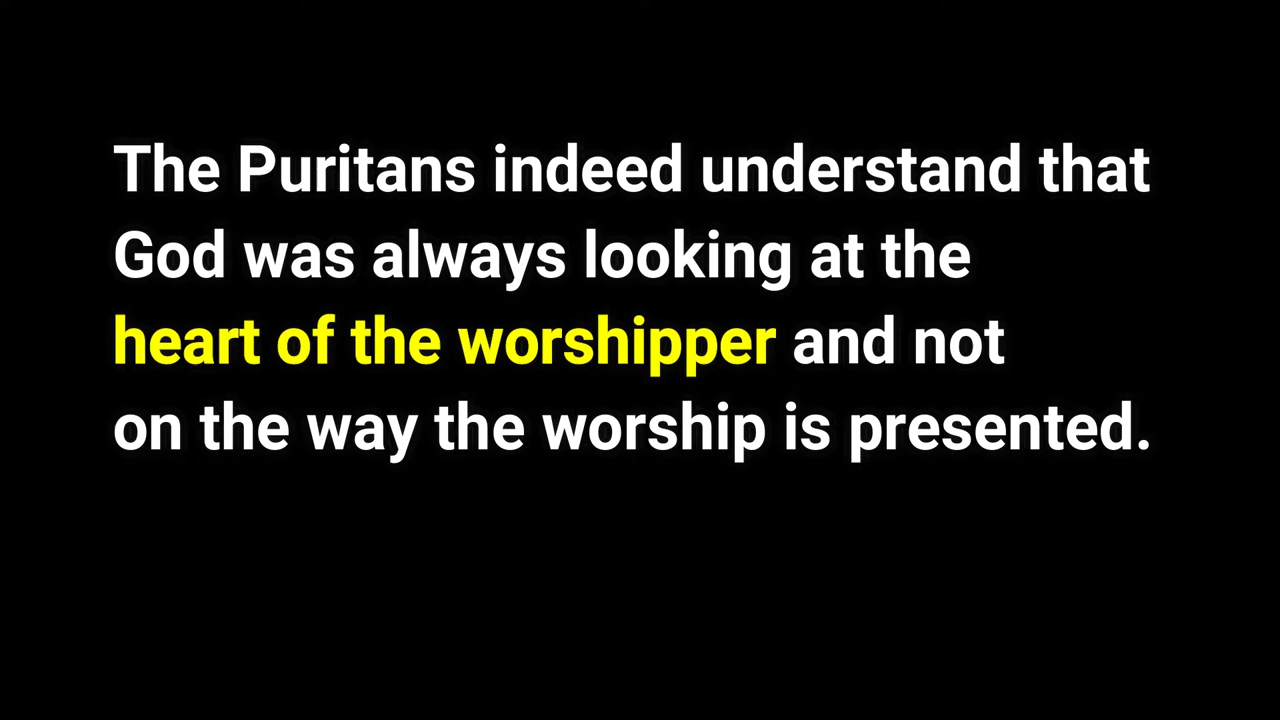 The Puritans indeed understand that
God was always looking at the
heart of the worshipper and not
on the way the worship is presented.